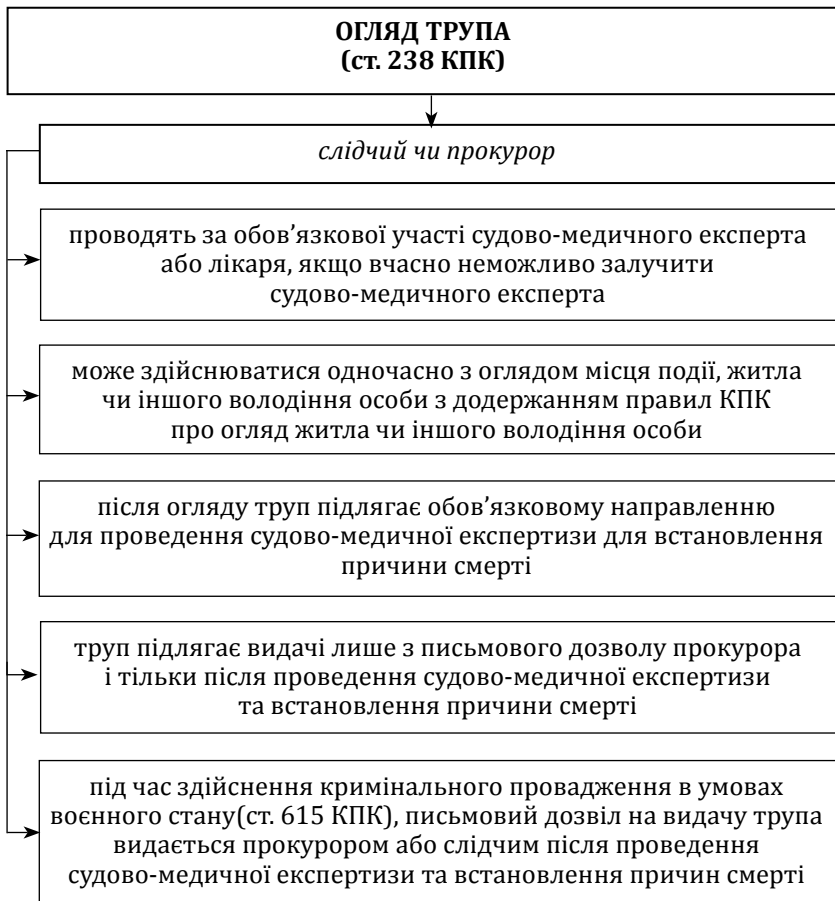 ОГЛЯД ТРУПА
(ст. 238 КПК)
слідчий чи прокурор
проводять за обов’язкової участі судово-медичного експерта
або лікаря, якщо вчасно неможливо залучити
судово-медичного експерта
може здійснюватися одночасно з оглядом місця події, житла
чи іншого володіння особи з додержанням правил КПК
про огляд житла чи іншого володіння особи
після огляду труп підлягає обов’язковому направленню
для проведення судово-медичної експертизи для встановлення
причини смерті
труп підлягає видачі лише з письмового дозволу прокурора
і тільки після проведення судово-медичної експертизи
та встановлення причини смерті
під час здійснення кримінального провадження в умовах
воєнного стану(ст. 615 КПК), письмовий дозвіл на видачу трупа
видається прокурором або слідчим після проведення
судово-медичної експертизи та встановлення причин смерті